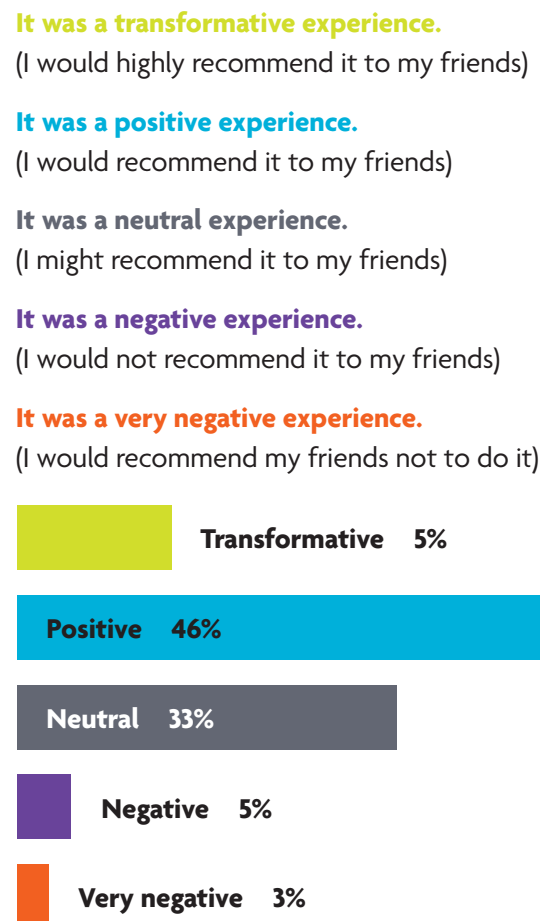 It was a transformative experience.
(I would highly recommend it to my friends)
It was a positive experience.
(I would recommend it to my friends)
It was a neutral experience.
(I might recommend it to my friends)
It was a negative experience.
(I would not recommend it to my friends)
It was a very negative experience.
(I would recommend my friends not to do it)
Transformative 5%
Positive 46%
Neutral 33%
Negative 5%
Very negative 3%